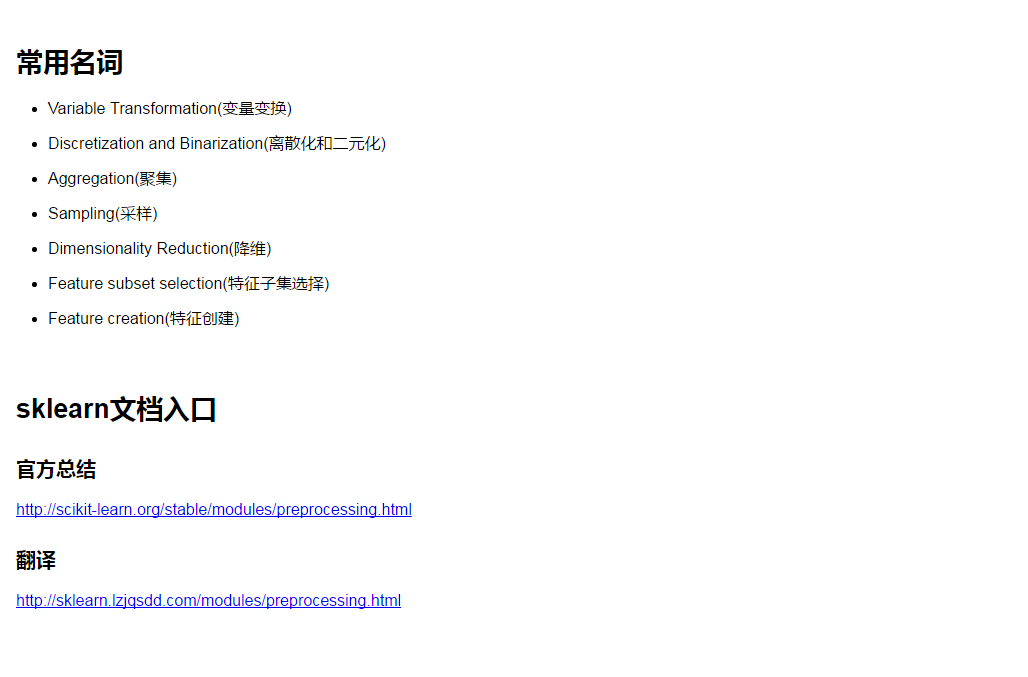 常用名词
Variable Transformation(变量变换)
Discretization and Binarization(离散化和二元化)
Aggregation(聚集)
Sampling(采样)
Dimensionality Reduction(降维)
Feature subset selection(特征子集选择)
Feature creation(特征创建)
sklearn文档入口
官方总结
http://scikit-learn.org/stable/modules/preprocessing.html
翻译
http://sklearn.lzjqsdd.com/modules/preprocessing.html